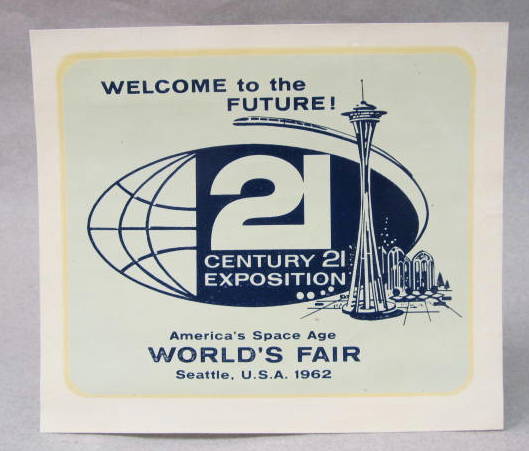 WELCOME to the
FUTURE!
21
CENTURY 21
EXPOSITION
America's Space Age
WORLD'S FAIR
Seattle, U.S.A. 1962